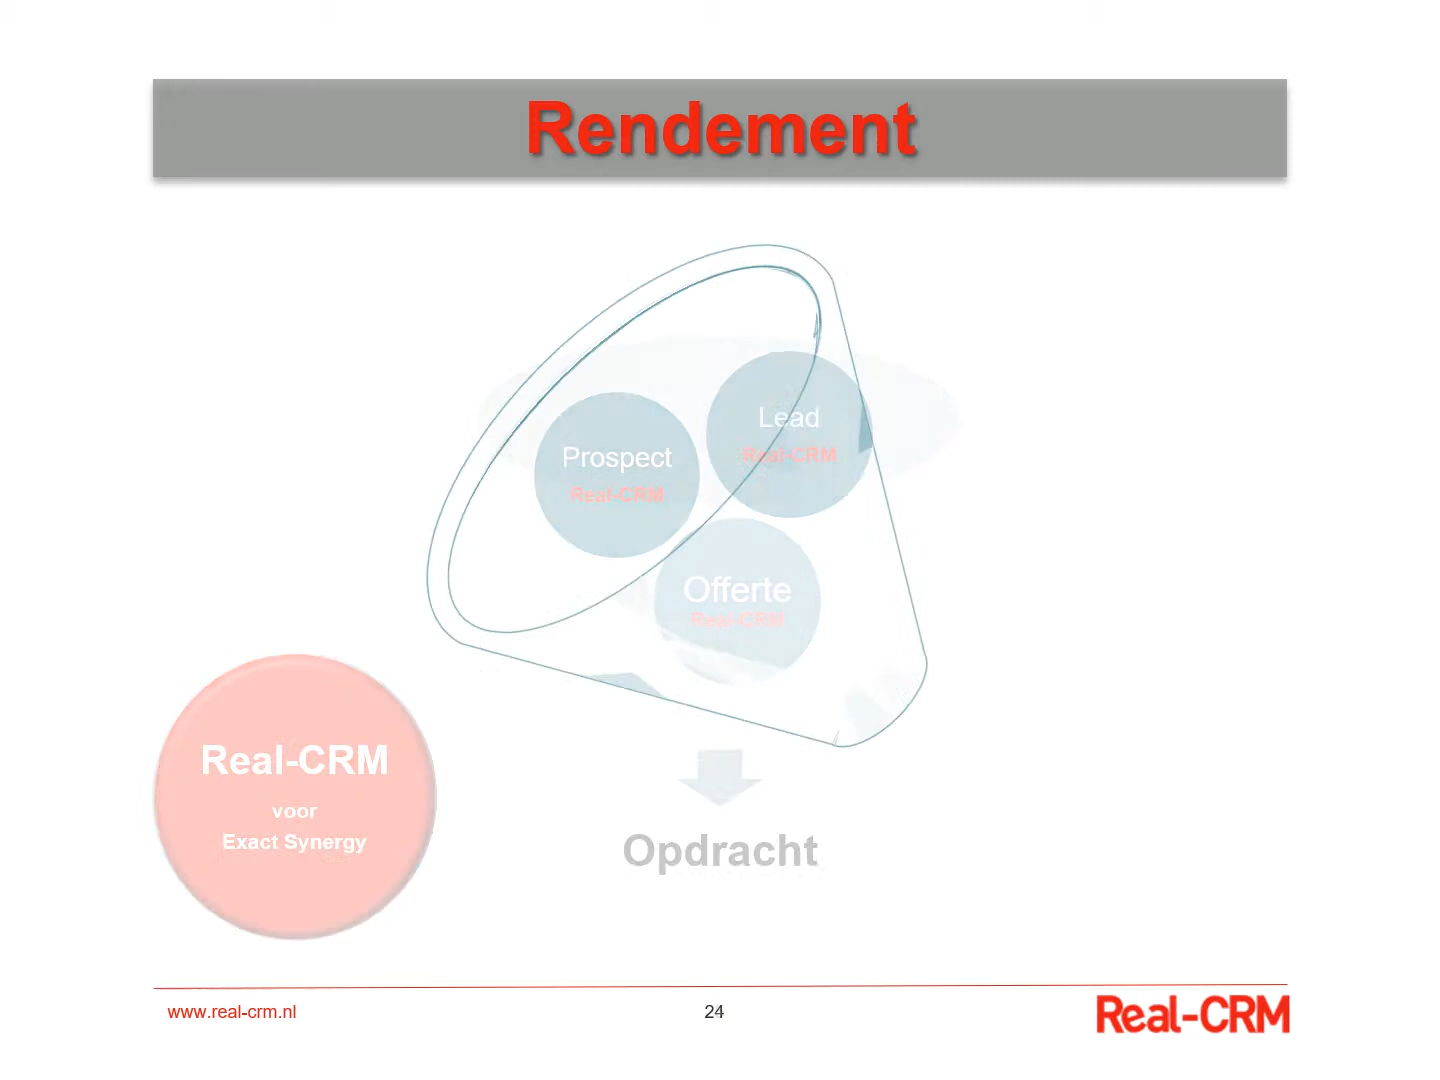 Rendement
Lead
Real-CRM
Prospect
Real-CRM
Offerte
Real-CRM
Real-CRM
voor
Exact Synergy
Opdracht
www.real-crm.nl
24
Real-CRM